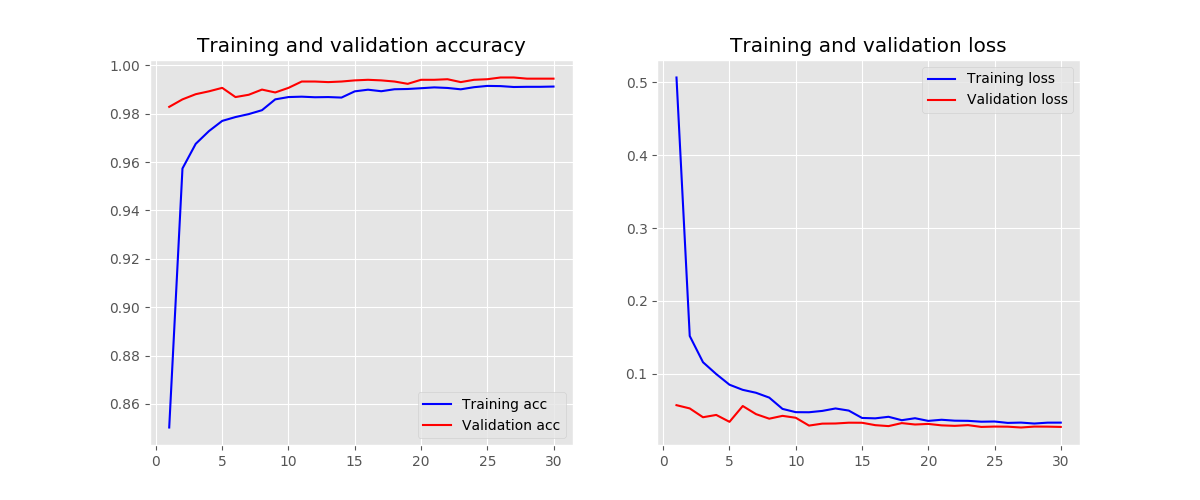 Training and validation accuracy
1.00
0.98
0.96
0.94
0.92
0.90
0.88
0.86
0 5 10 15 20 25 30
Training acc
Validation acc
Training and validation loss
0.5
0.4
0.3
0.2
0.1
0 5 10 15 20 25 30
Training loss
Validation loss